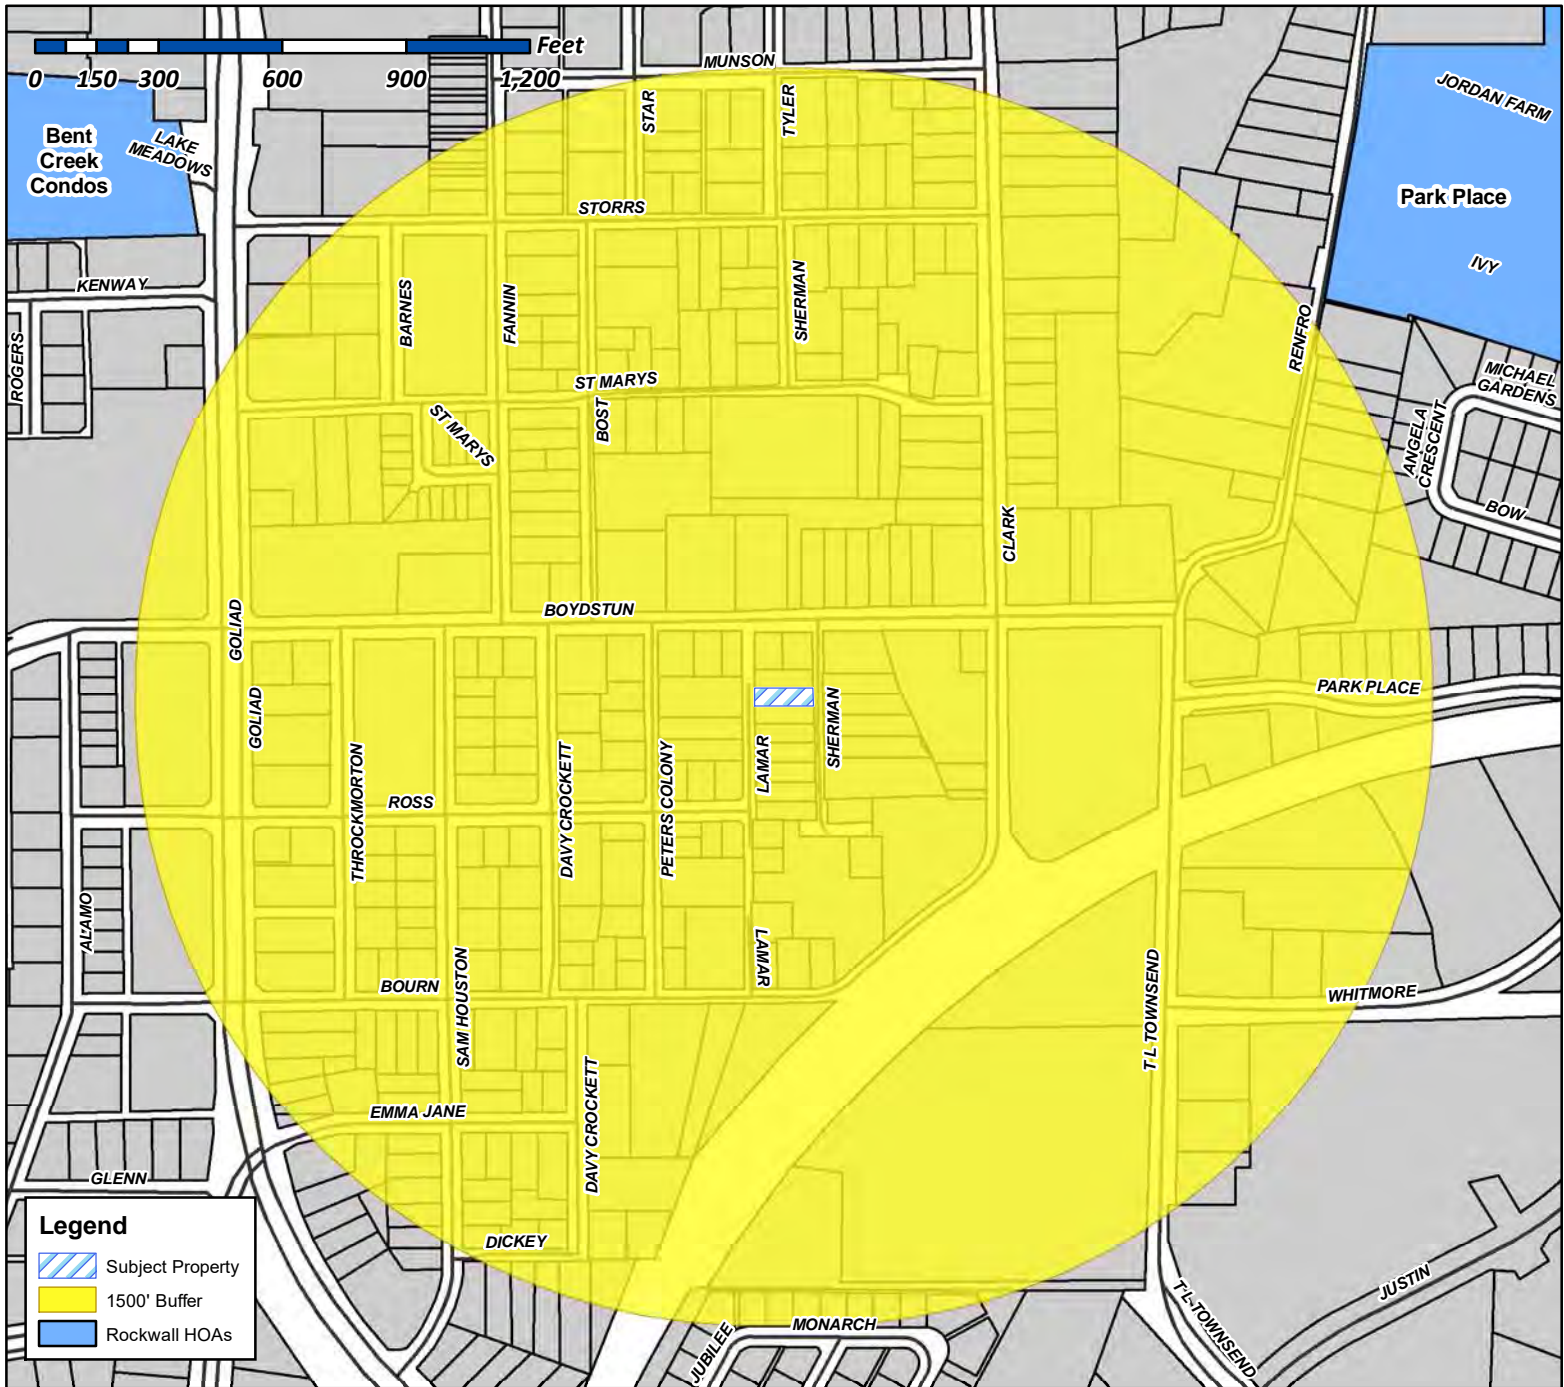 Feet
0 150 300 600 900 1,200
MUNSON
JORDAN FARM
STAR
TYLER
Bent
Creek
Condos
LAKE
MEADOWS
Park Place
STORRS
IVY
KENWAY
BARNES
FANNIN
SHERMAN
RENFRO
ROGERS
ST MARYS
MICHAEL
GARDENS
ST MARYS
BOST
ANGELA
CRESCENT
BOW
CLARK
BOYDSTUN
GOLIAD
PARK PLACE
GOLIAD
SHERMAN
LAMAR
THROCKMORTON
DAVY CROCKETT
PETERS COLONY
ROSS
ALAMO
LAMAR
SAM HOUSTON
BOURN
T L TOWNSEND
WHITMORE
DAVY CROCKETT
EMMA JANE
GLENN
DICKEY
JUSTIN
T L TOWNSEND
JUBILEE
MONARCH
Legend
Subject Property
1500' Buffer
Rockwall HOAs